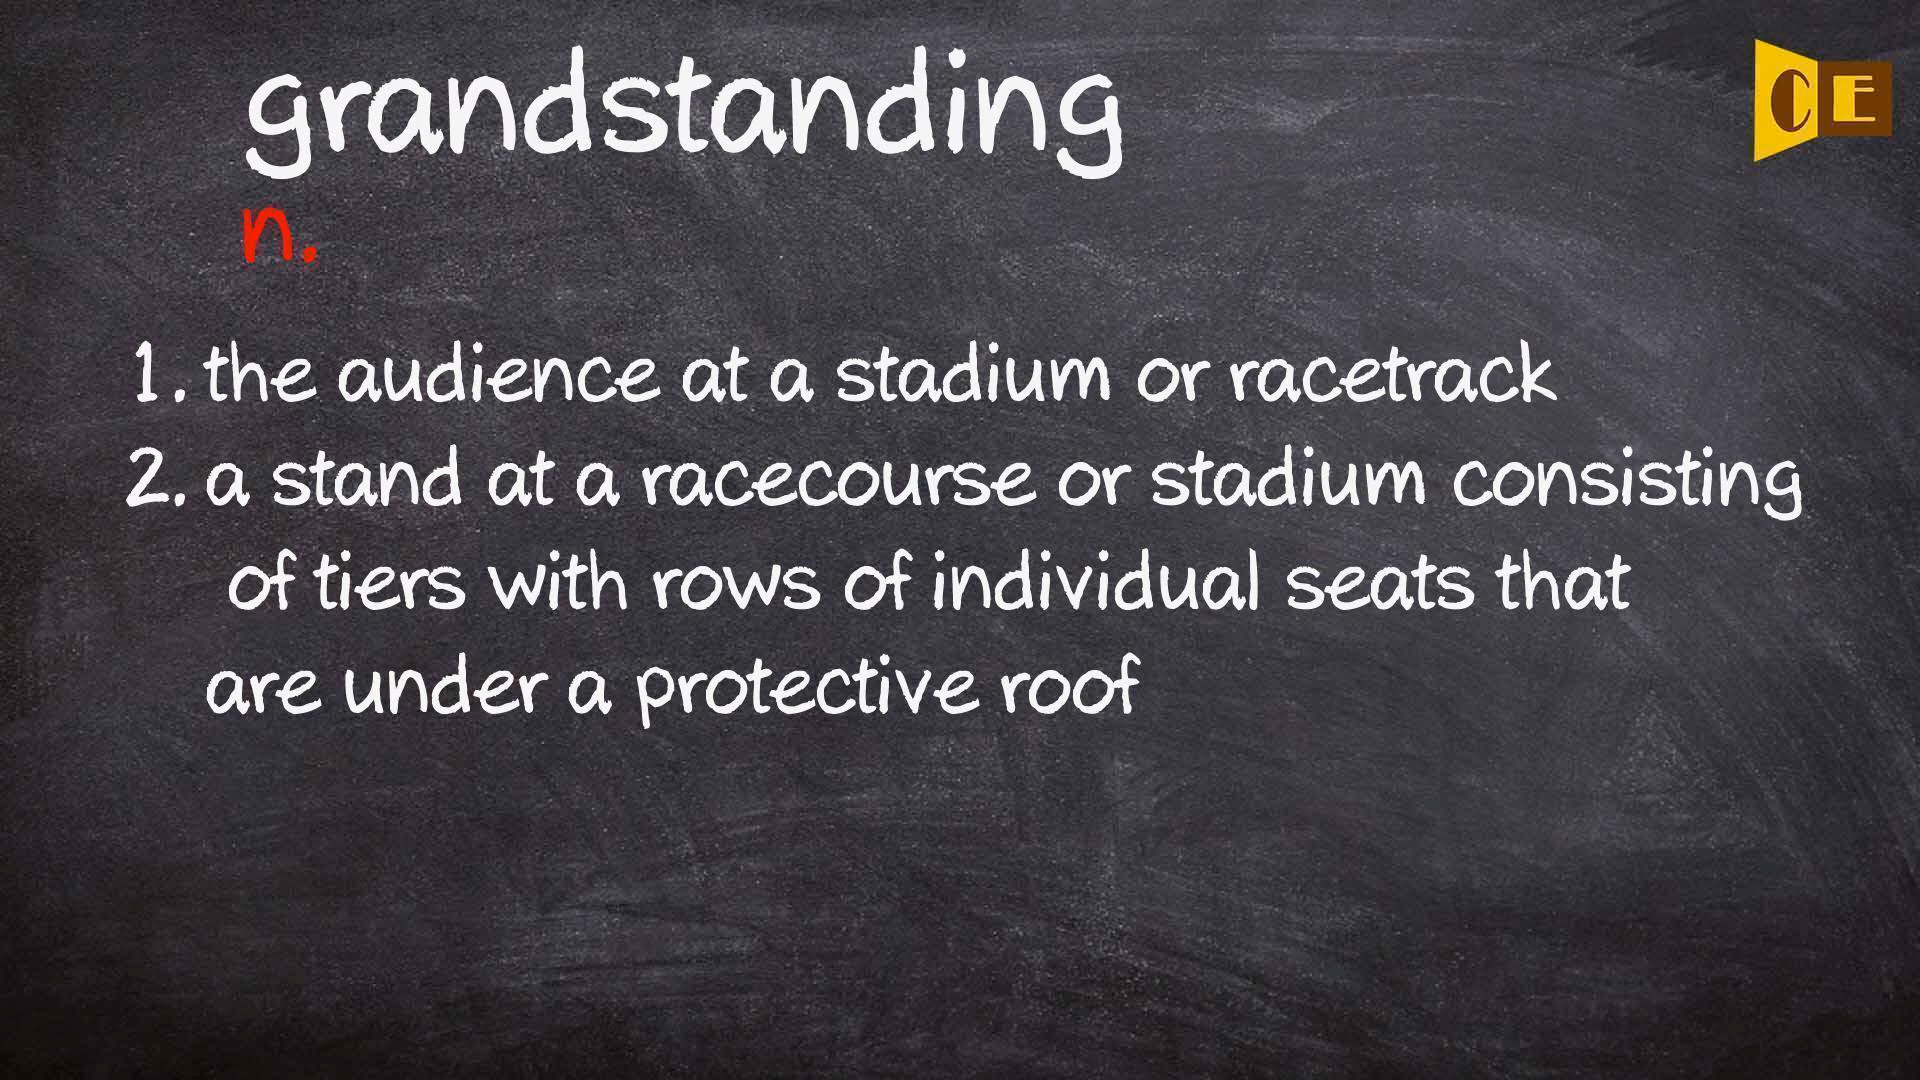 grandstanding
CE
n.
1. the audience at a stadium or racetrack
2. a stand at a racecourse or stadium consisting
of tiers with rows of individual seats that
are under a protective roof